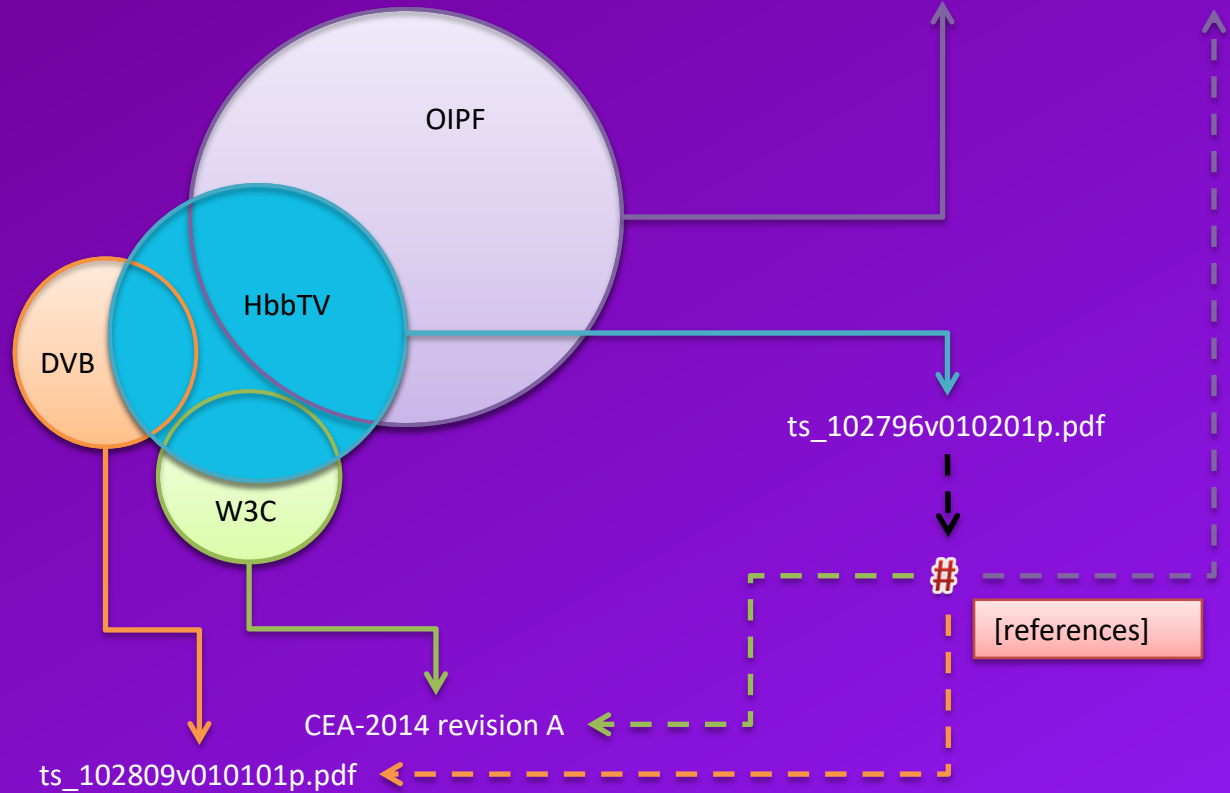 OIPF
HbbTV
DVB
ts_102796v010201p.pdf
W3C
#
[references]
CEA-2014 revision A
ts_102809v010101p.pdf